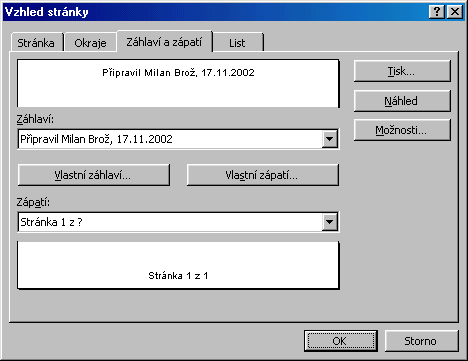 Vzhled stránky
Stránka Okraje Záhlaví a zápatí List
Připravil Milan Brož, 17.11.2002
Tisk...
Náhled
Možnosti...
Záhlaví:
Připravil Milan Brož, 17.11.2002
Vlastní záhlaví... Vlastní zápatí...
Zápatí:
Stránka 1 z ?
Stránka 1 z 1
OK Storno